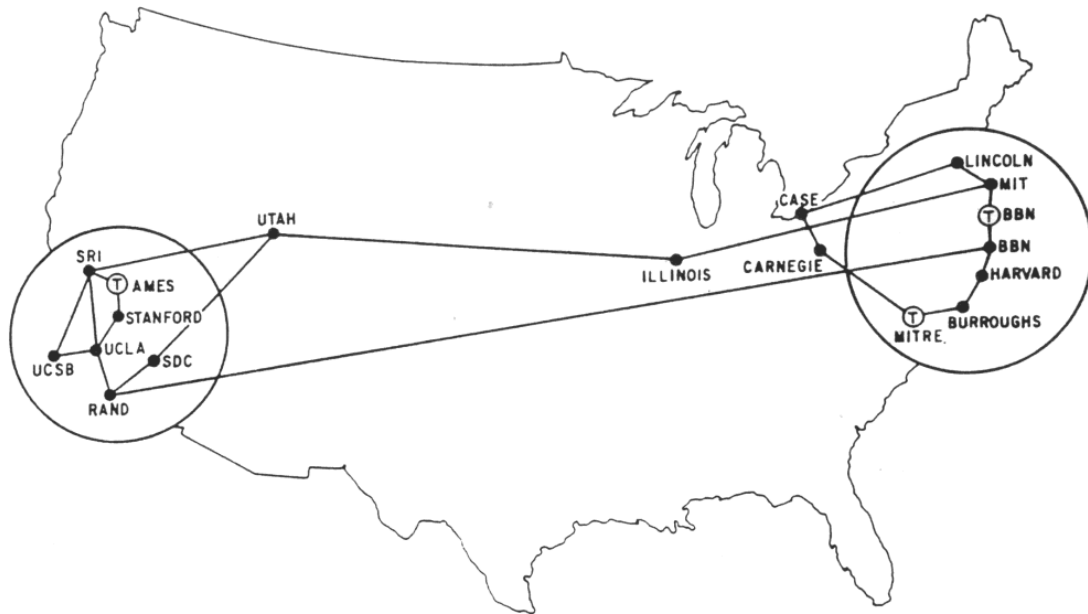 LINCOLN
MIT
CASE
T BBN
UTAH
BBN
SRI
CARNEGIE
ILLINOIS
HARVARD
T AMES
STANFORD
T
BURROUGHS
MITRE.
UCLA
SDC
UCSB
RAND